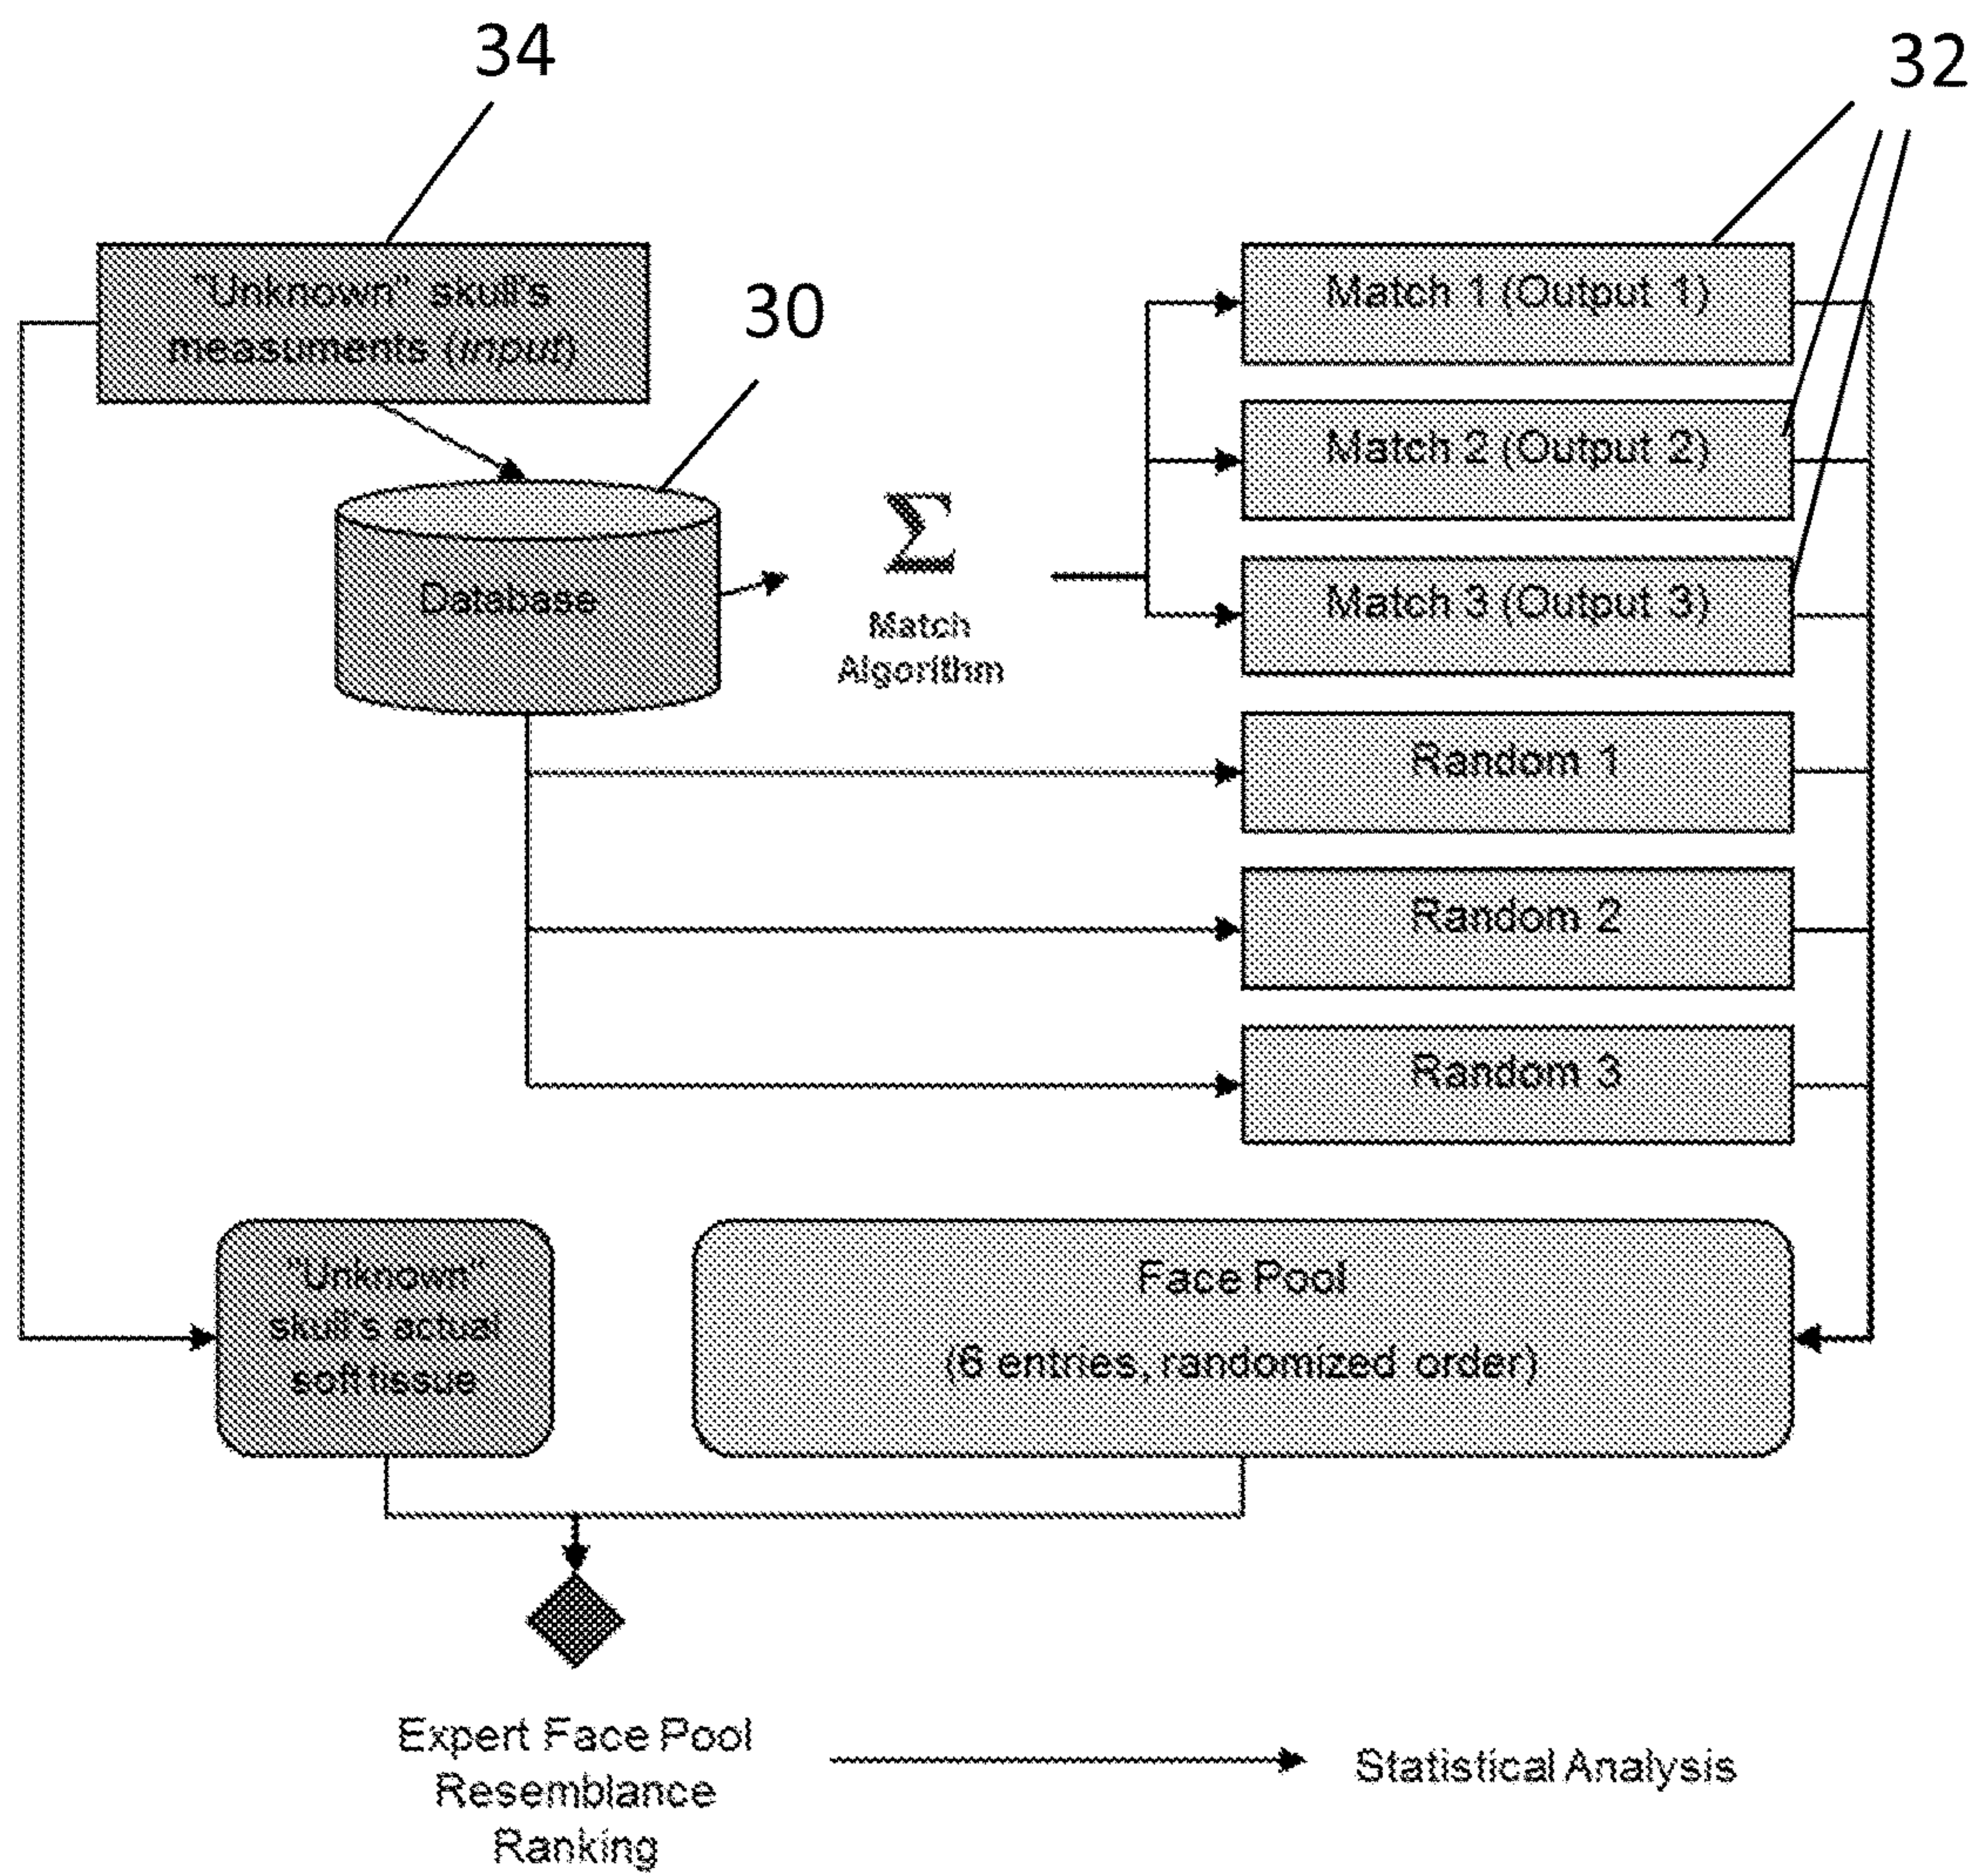 34
32
"Unknown" skull's
measuments (input)
30
Match 1 (Output 1)
Match 2 (Output 2)
Match 3 (Output 3)
Database
Σ
Match
Algorithm
Random 1
Random 2
Random 3
"Unknown"
skull's actual
soft tissue
Face Pool
(6 entries, randomized order)
Expert Face Pool
Resemblance
Ranking
Statistical Analysis